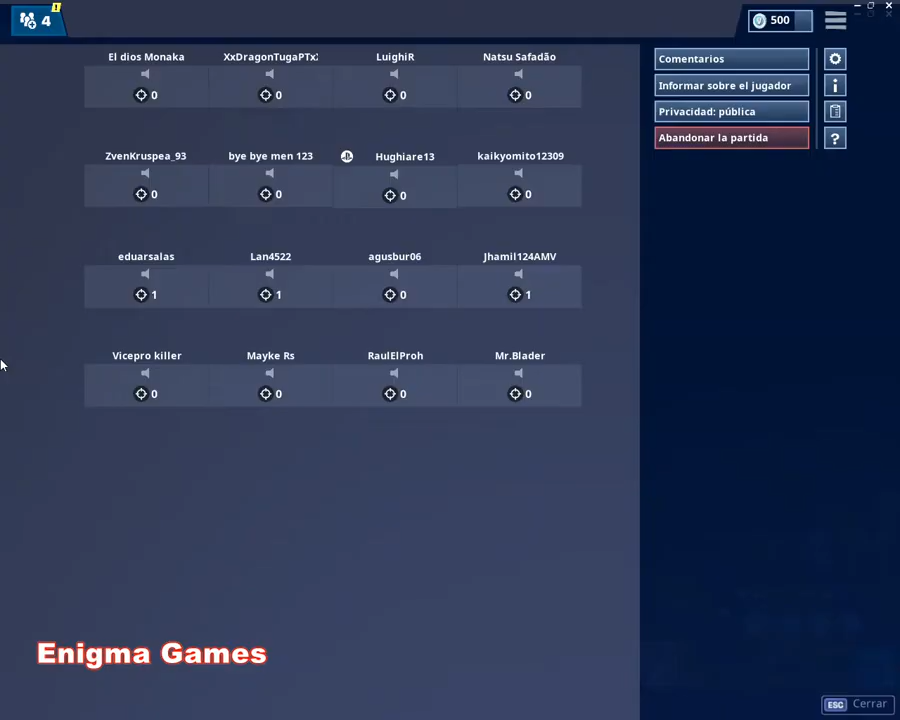 4
!
500
El dios Monaka XxDragonTugaPTx LuighiR Natsu Safadão
0 0 0 0
ZvenKruspea_93 bye bye men 123 Hughiare13 kaikyomito12309
0 0 0 0
eduarsalas Lan4522 agusbur06 Jhamil124AMV
1 1 0 1
Vicepro killer Mayke Rs RaulElProh Mr.Blader
0 0 0 0
Comentarios
Informar sobre el jugador
Privacidad: pública
Abandonar la partida
?
Enigma Games
ESC Cerrar